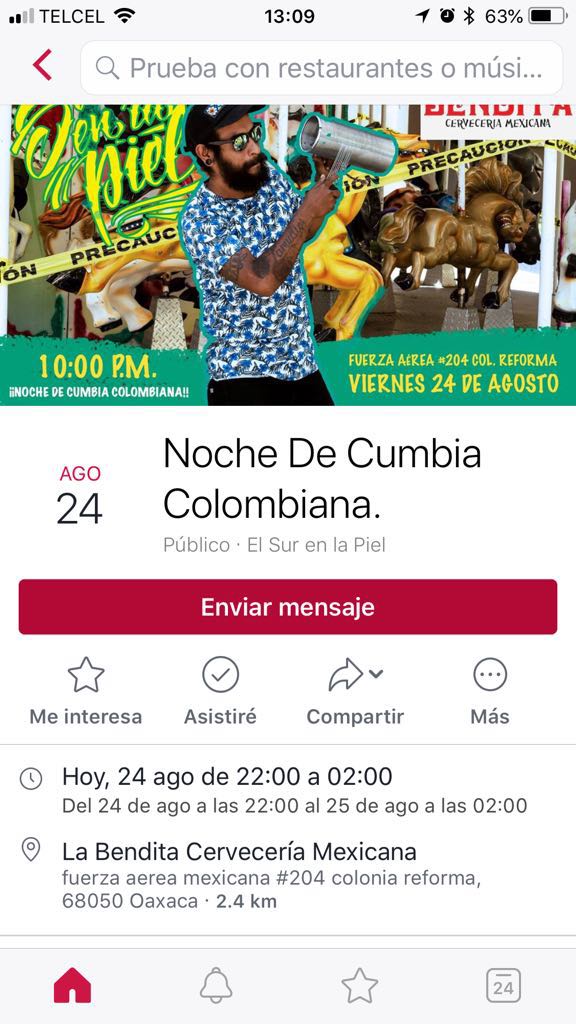 TELCEL
13:09
63%
Prueba con restaurantes o músi...
en la
piel
BENDITA
CERVECERIA MEXICANA
PRECAUCIÓN
ION
PRECAUC
ION
10:00 P.M.
¡¡NOCHE DE CUMBIA COLOMBIANA!!
FUERZA AéREA #204 COL. REFORMA
VIERNES 24 DE AGOSTO
AGO
24
Noche De Cumbia
Colombiana.
Público · El Sur en la Piel
Enviar mensaje
Me interesa
Asistiré
Compartir
Más
Hoy, 24 ago de 22:00 a 02:00
Del 24 de ago a las 22:00 al 25 de ago a las 02:00
La Bendita Cervecería Mexicana
fuerza aerea mexicana #204 colonia reforma,
68050 Oaxaca · 2.4 km
24